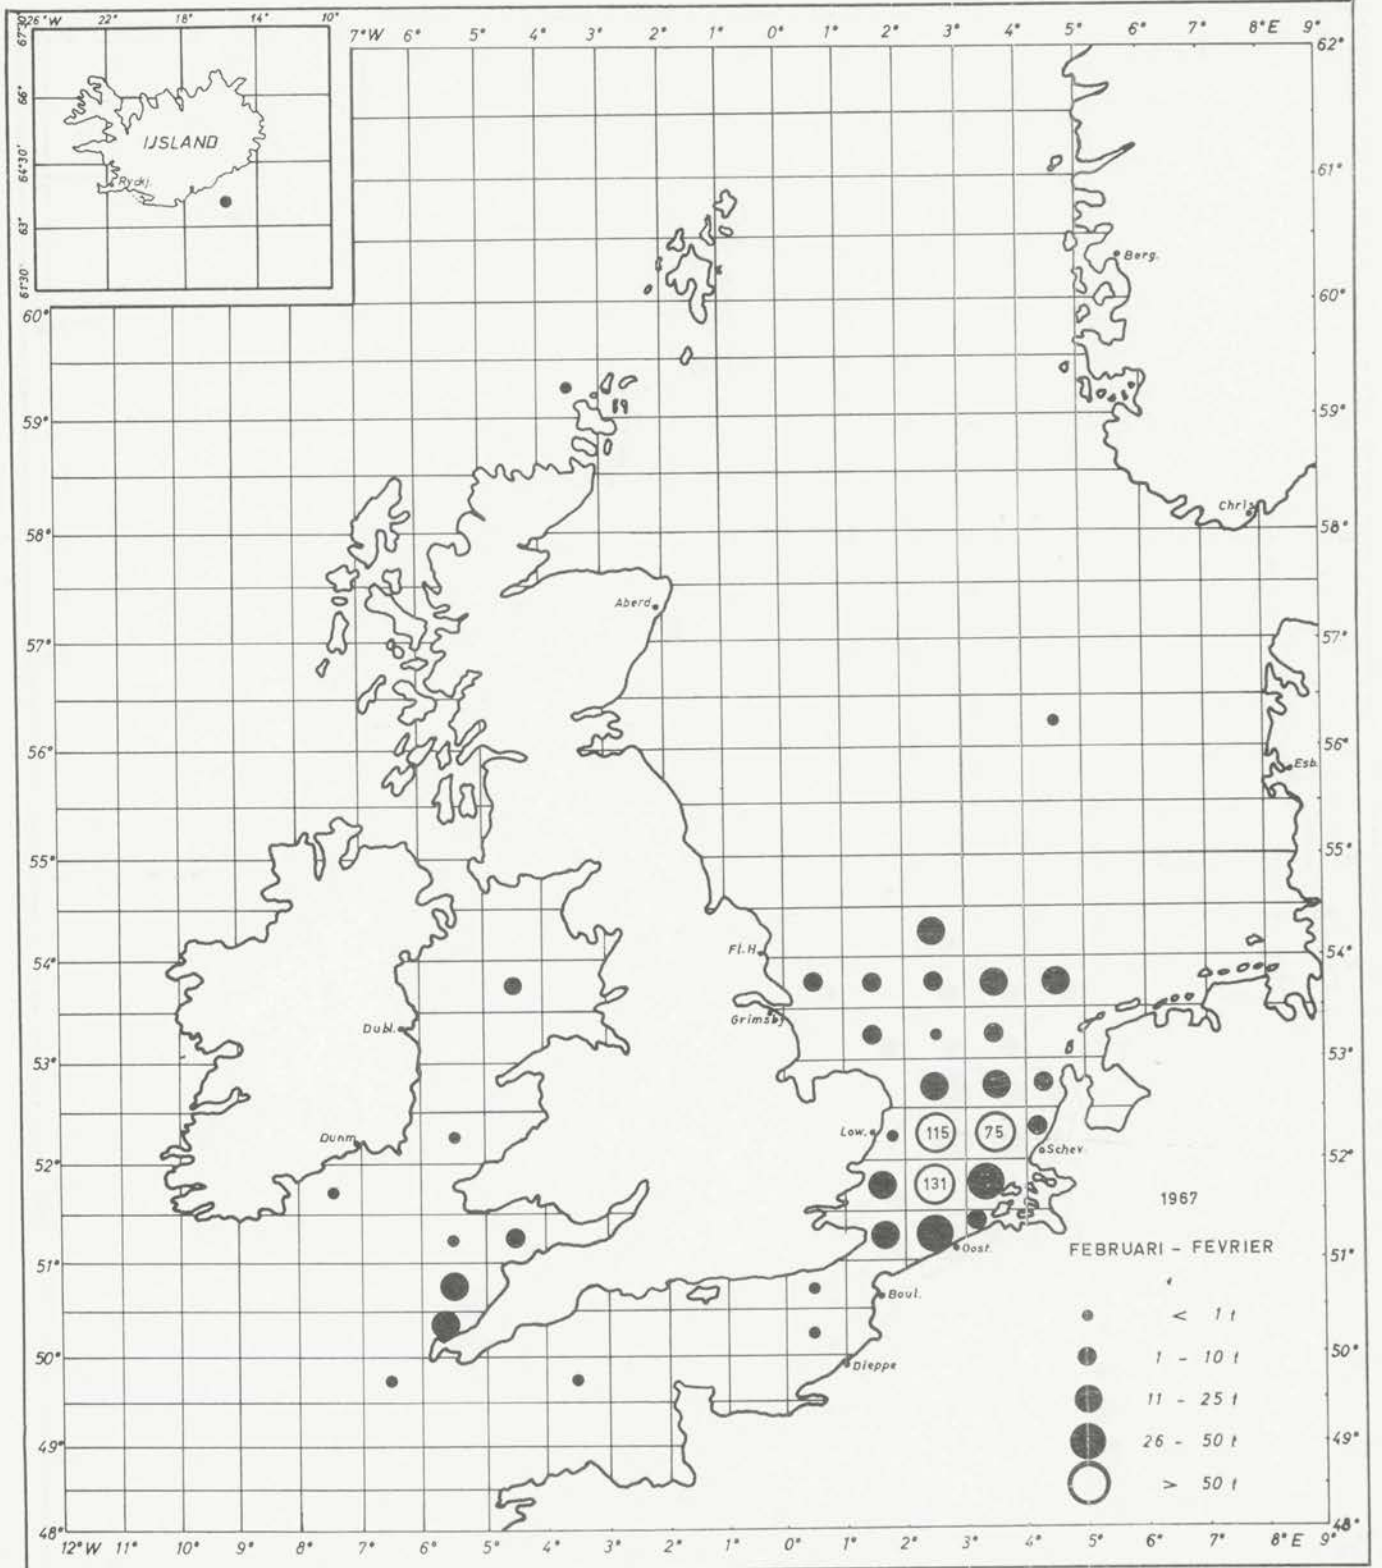 26°W 22° 18° 14° 10°
67°30'
66°
64°30'
63°
61°30'
IJSLAND
Rydkj.
7°W 6° 5° 4° 3° 2° 1° 0° 1° 2° 3° 4° 5° 6° 7° 8°E 9°
62°
61°
60°
60°
Berg.
59°
59°
58°
58°
Chris
57°
57°
Aberd.
56°
56°
Esb.
55°
55°
54°
54°
Fl.H.
Grimsby
Dubl.
53°
53°
Low. 115 75
Schev.
Dunm.
52°
52°
131
1967
FEBRUARI - FEVRIER
51°
51°
Oost.
Boul.
< 1 t
50°
50°
Dieppe
1 - 10 t
11 - 25 t
49°
49°
26 - 50 t
> 50 t
48°
48°
12°W 11° 10° 9° 8° 7° 6° 5° 4° 3° 2° 1° 0° 1° 2° 3° 4° 5° 6° 7° 8°E 9°